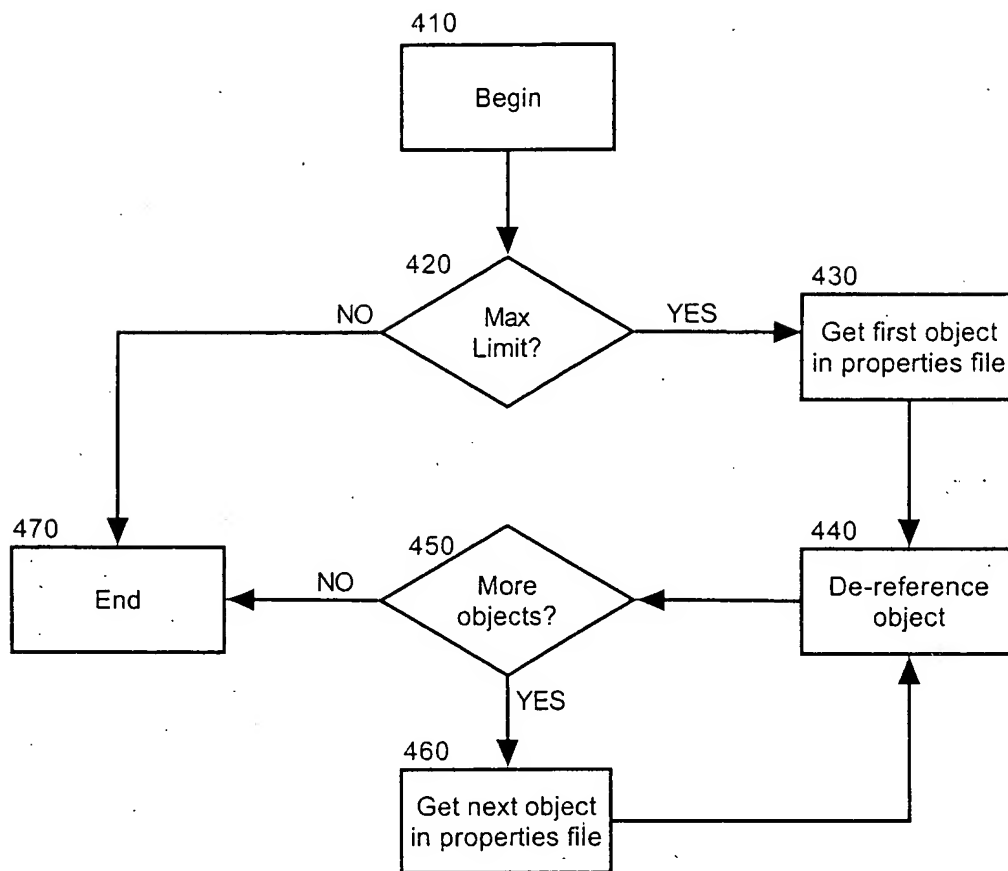 410
Begin
420
NO
Max
Limit?
YES
430
Get first object
in properties file
470
End
NO
450
More
objects?
440
De-reference
object
YES
460
Get next object
in properties file